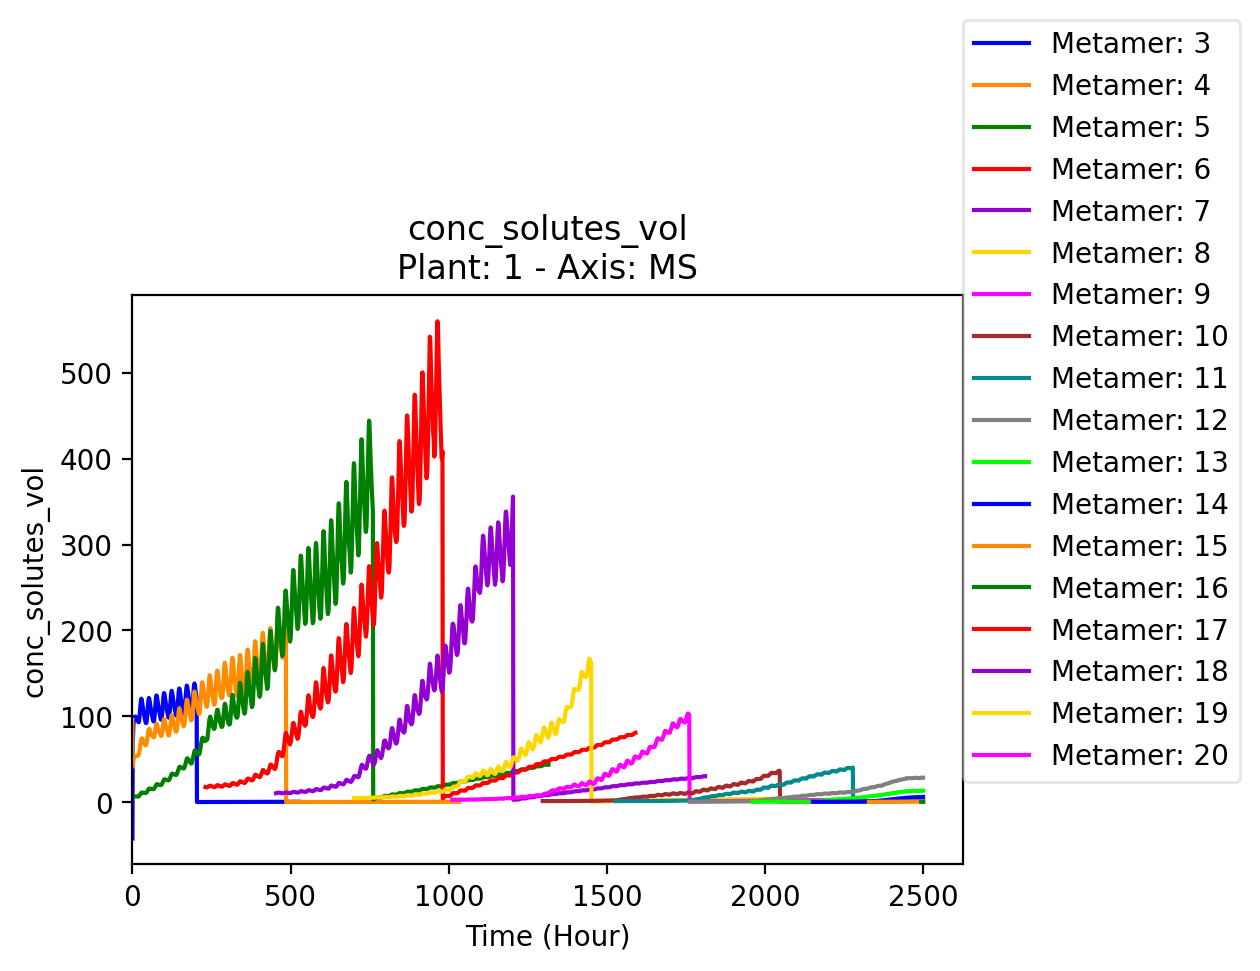 conc_solutes_vol
Plant: 1 - Axis: MS
conc_solutes_vol
500
400
300
200
100
0
0
500
1000
1500
2000
2500
Time (Hour)
Metamer: 3
Metamer: 4
Metamer: 5
Metamer: 6
Metamer: 7
Metamer: 8
Metamer: 9
Metamer: 10
Metamer: 11
Metamer: 12
Metamer: 13
Metamer: 14
Metamer: 15
Metamer: 16
Metamer: 17
Metamer: 18
Metamer: 19
Metamer: 20